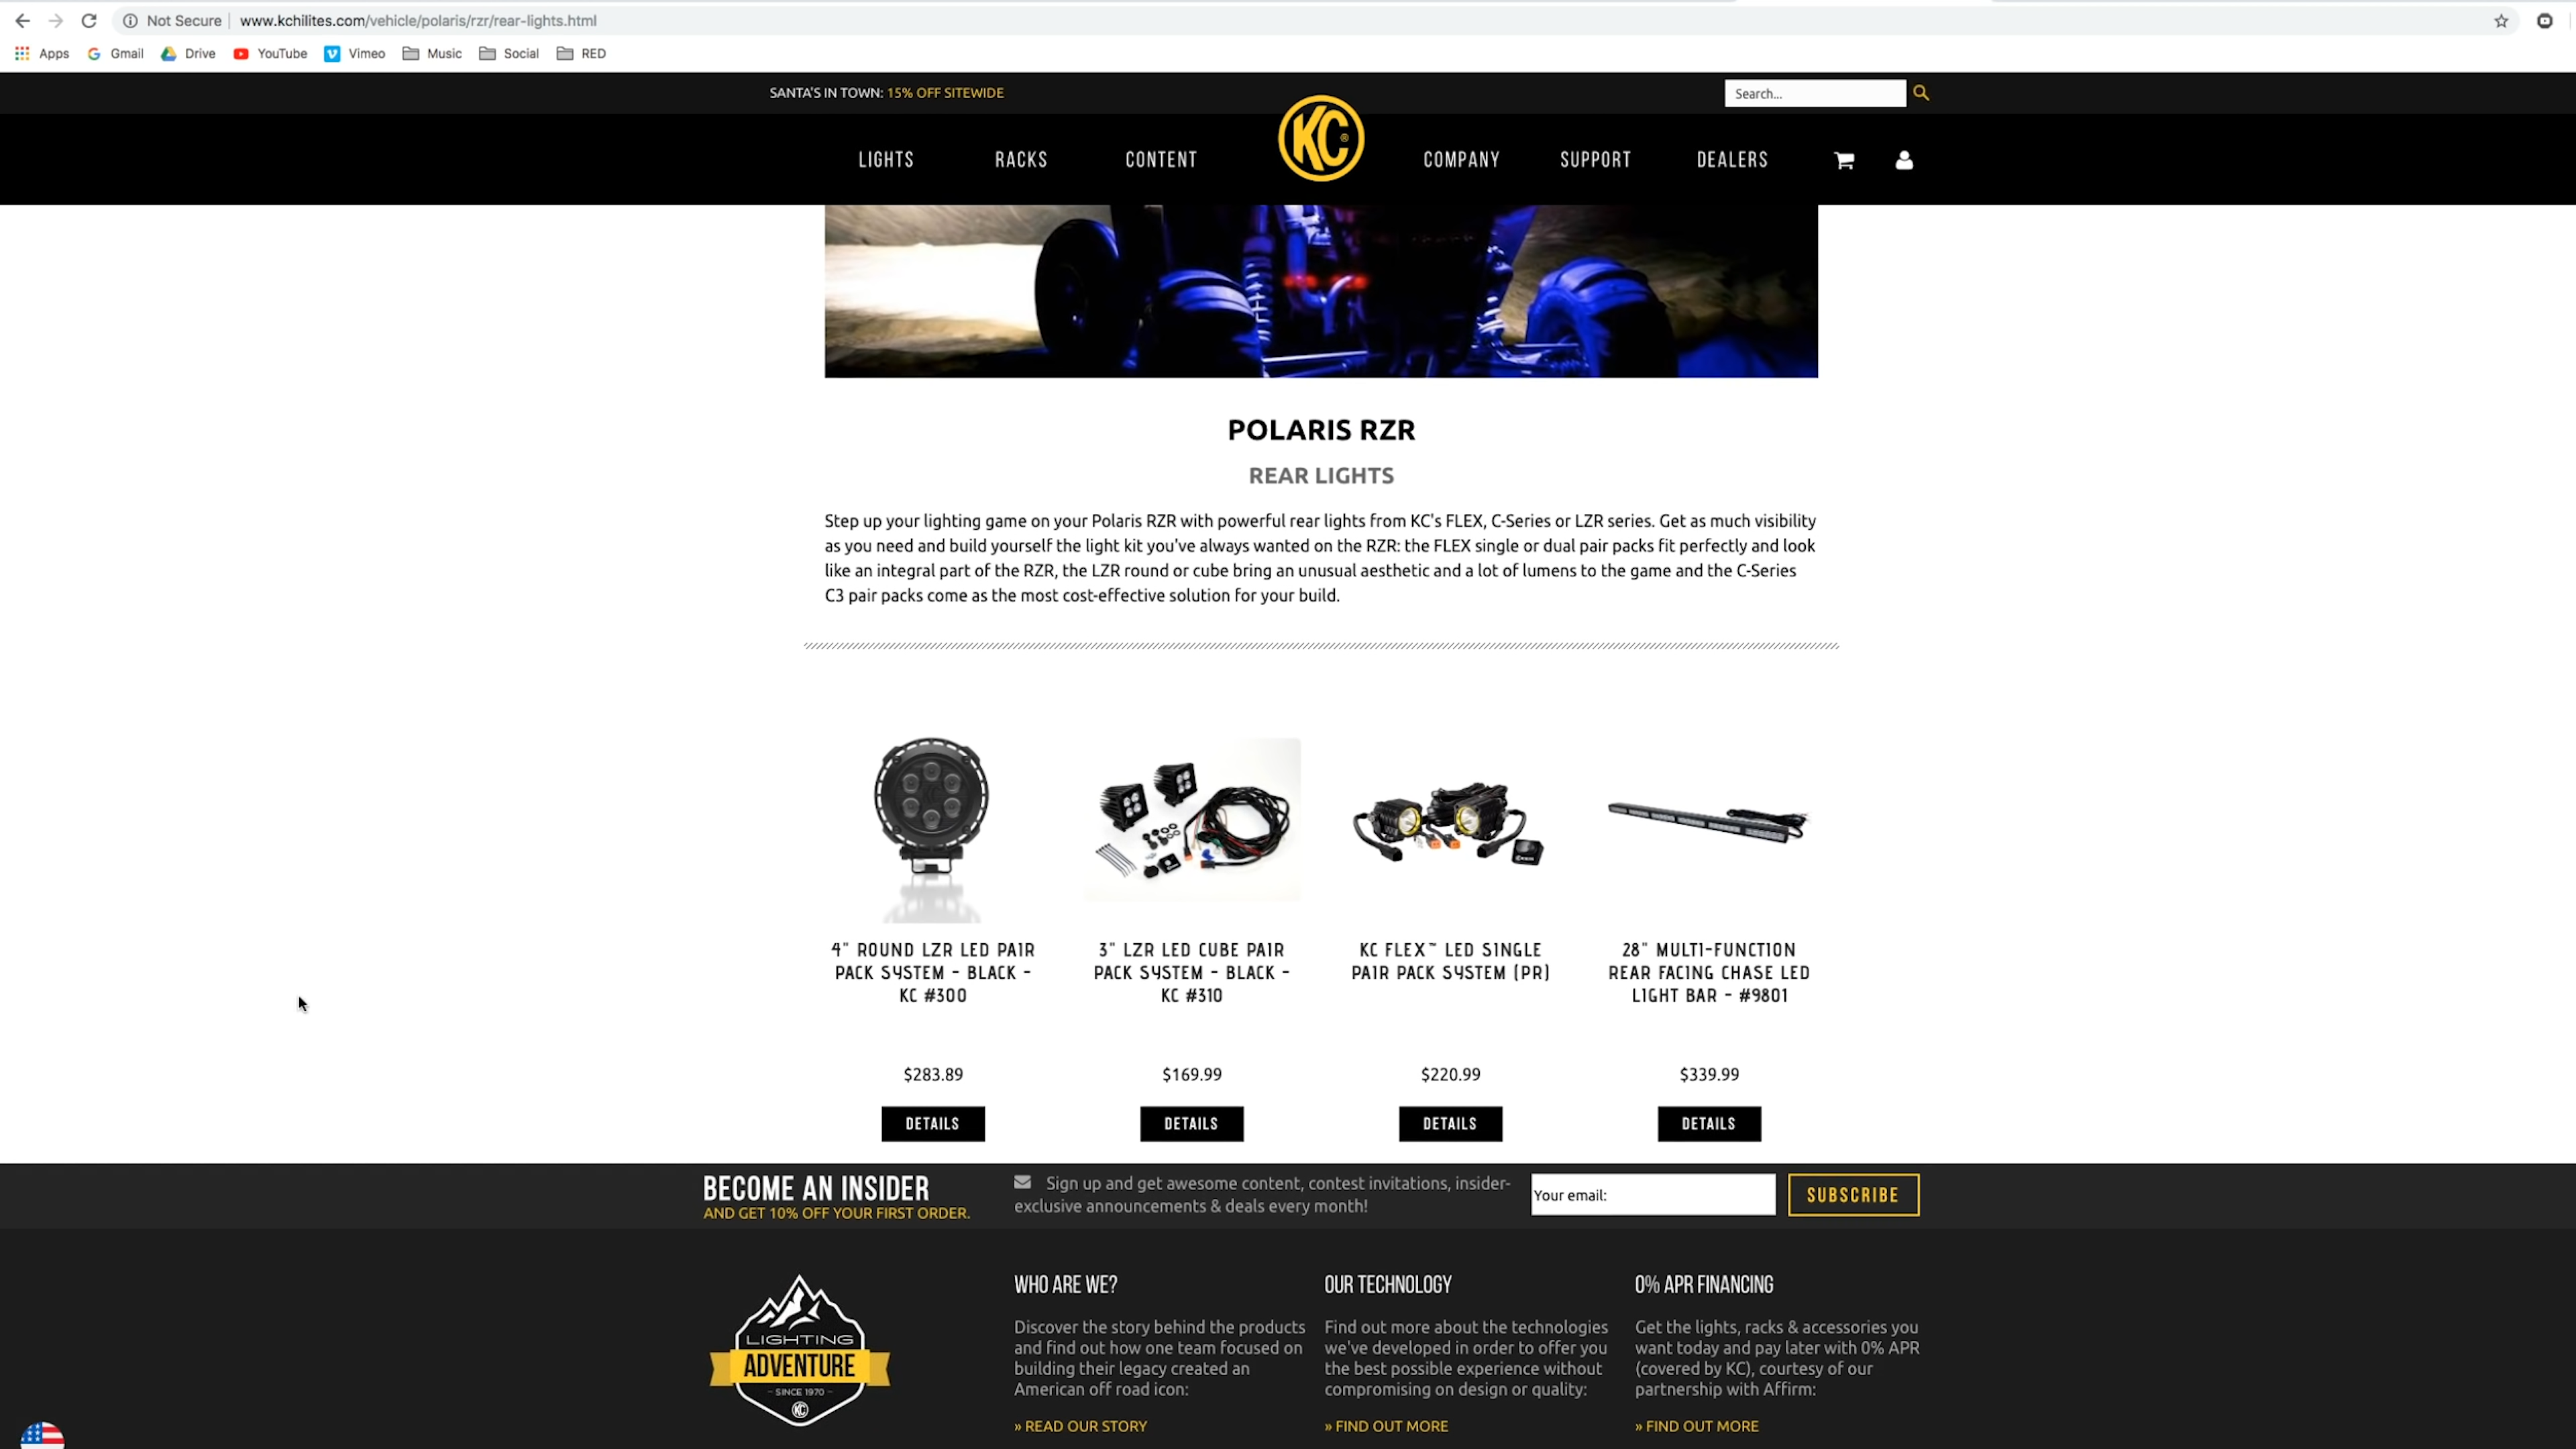 Not Secure | www.kchilites.com/vehicle/polaris/rzr/rear-lights.html
Apps Gmail Drive YouTube Vimeo Music Social RED
SANTA'S IN TOWN: 15% OFF SITEWIDE
Search...
LIGHTS RACKS CONTENT KC® COMPANY SUPPORT DEALERS
POLARIS RZR
REAR LIGHTS
Step up your lighting game on your Polaris RZR with powerful rear lights from KC's FLEX, C-Series or LZR series. Get as much visibility
as you need and build yourself the light kit you've always wanted on the RZR: the FLEX single or dual pair packs fit perfectly and look
like an integral part of the RZR, the LZR round or cube bring an unusual aesthetic and a lot of lumens to the game and the C-Series
C3 pair packs come as the most cost-effective solution for your build.
4" ROUND LZR LED PAIR
PACK SYSTEM - BLACK -
KC #300
$283.89
DETAILS
3" LZR LED CUBE PAIR
PACK SYSTEM - BLACK -
KC #310
$169.99
DETAILS
KC FLEX™ LED SINGLE
PAIR PACK SYSTEM (PR)
$220.99
DETAILS
28" MULTI-FUNCTION
REAR FACING CHASE LED
LIGHT BAR - #9801
$339.99
DETAILS
BECOME AN INSIDER
AND GET 10% OFF YOUR FIRST ORDER.
Sign up and get awesome content, contest invitations, insider-
exclusive announcements & deals every month!
Your email:
SUBSCRIBE
LIGHTING
ADVENTURE
- SINCE 1970 -
KC
WHO ARE WE?
Discover the story behind the products
and find out how one team focused on
building their legacy created an
American off road icon:
» READ OUR STORY
OUR TECHNOLOGY
Find out more about the technologies
we've developed in order to offer you
the best possible experience without
compromising on design or quality:
» FIND OUT MORE
0% APR FINANCING
Get the lights, racks & accessories you
want today and pay later with 0% APR
(covered by KC), courtesy of our
partnership with Affirm:
» FIND OUT MORE